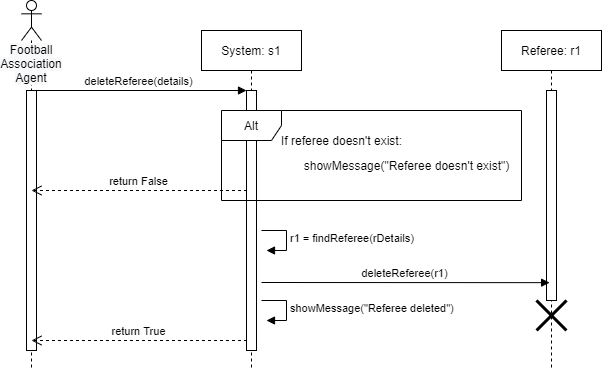 Football
Association
Agent
System: s1
Referee: r1
deleteReferee(details)
Alt
If referee doesn't exist:
showMessage("Referee doesn't exist")
return False
r1 = findReferee(rDetails)
deleteReferee(r1)
showMessage("Referee deleted")
return True